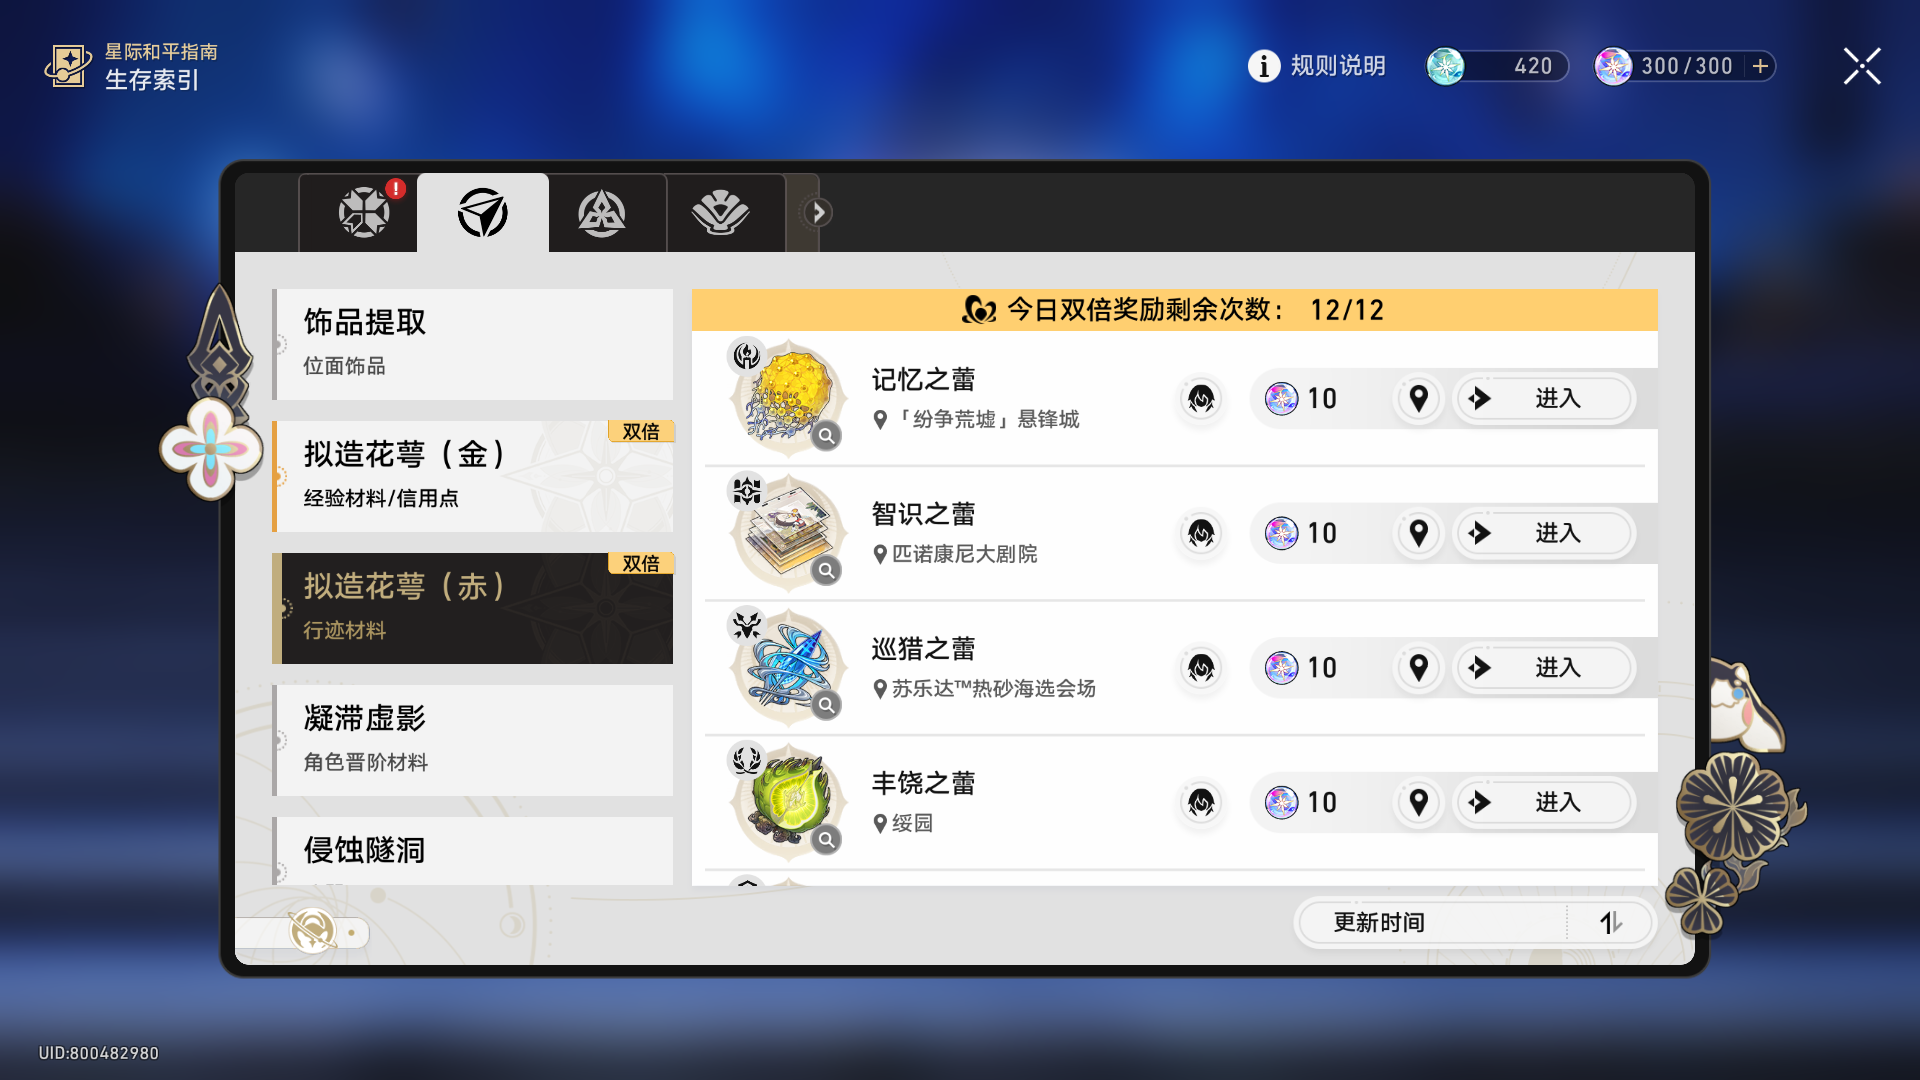 星际和平指南
生存索引
规则说明
420
300/300
饰品提取
位面饰品
双倍
拟造花萼（金）
经验材料/信用点
双倍
拟造花萼（赤）
行迹材料
凝滞虚影
角色晋阶材料
侵蚀隧洞
今日双倍奖励剩余次数： 12/12
记忆之蕾
「纷争荒墟」悬锋城
10
进入
智识之蕾
匹诺康尼大剧院
10
进入
巡猎之蕾
苏乐达™热砂海选会场
10
进入
丰饶之蕾
绥园
10
进入
更新时间
UID:800482980